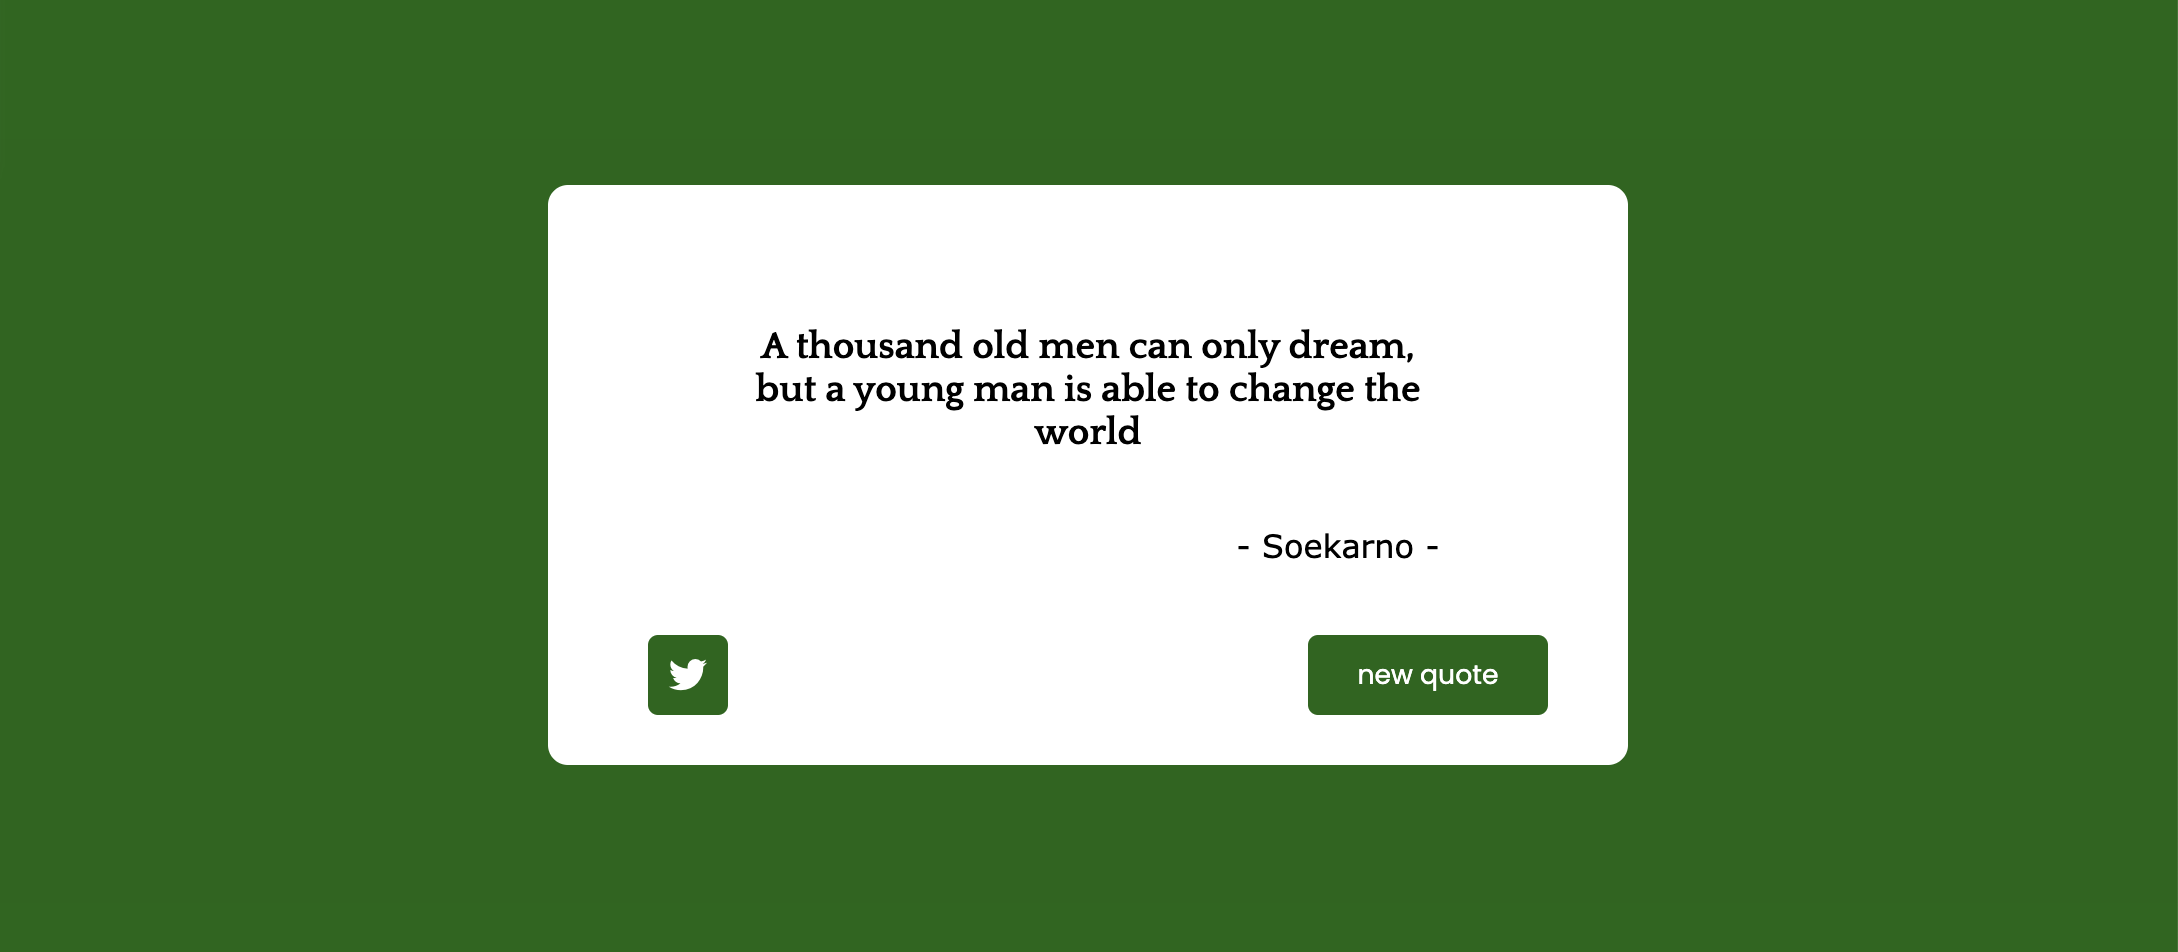 A thousand old men can only dream,
but a young man is able to change the
world
- Soekarno -
new quote